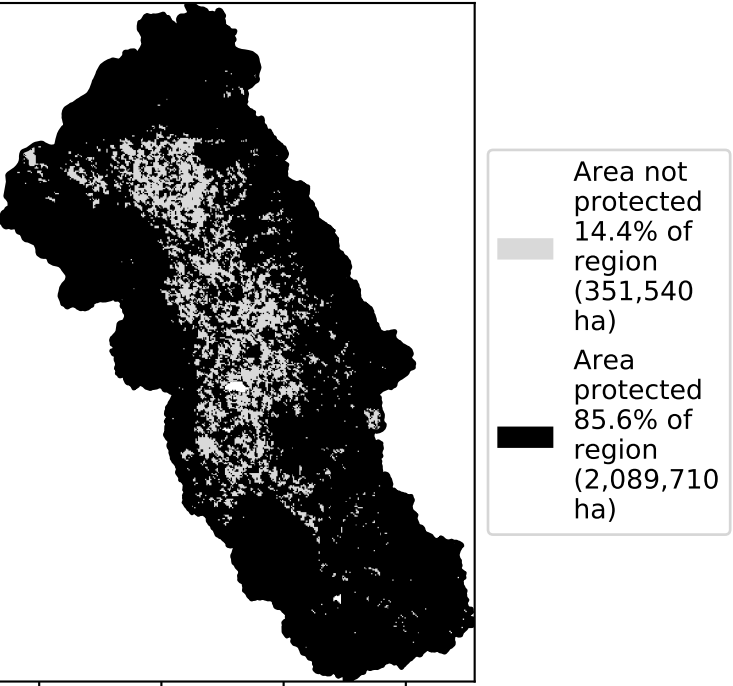 Area not
protected
14.4% of
region
(351,540
ha)
Area
protected
85.6% of
region
(2,089,710
ha)